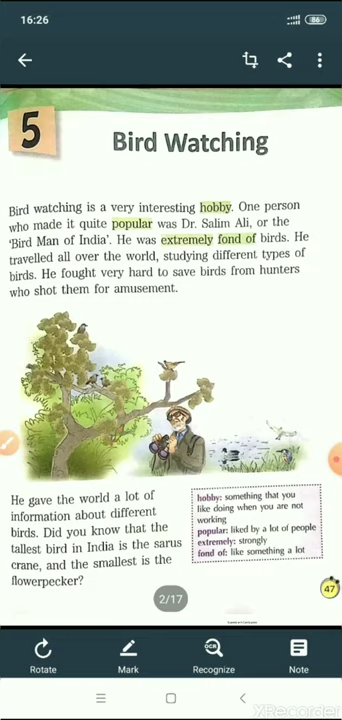 16:26
86
5
Bird Watching
Bird watching is a very interesting hobby. One person
who made it quite popular was Dr. Salim Ali, or the
'Bird Man of India'. He was extremely fond of birds. He
travelled all over the world, studying different types of
birds. He fought very hard to save birds from hunters
who shot them for amusement.
He gave the world a lot of
information about different
birds. Did you know that the
tallest bird in India is the sarus
crane, and the smallest is the
flowerpecker?
hobby: something that you
like doing when you are not
working
popular: liked by a lot of people
extremely: strongly
fond of: like something a lot
47
2/17
OCR
Rotate
Mark
Recognize
Note
XRecorder